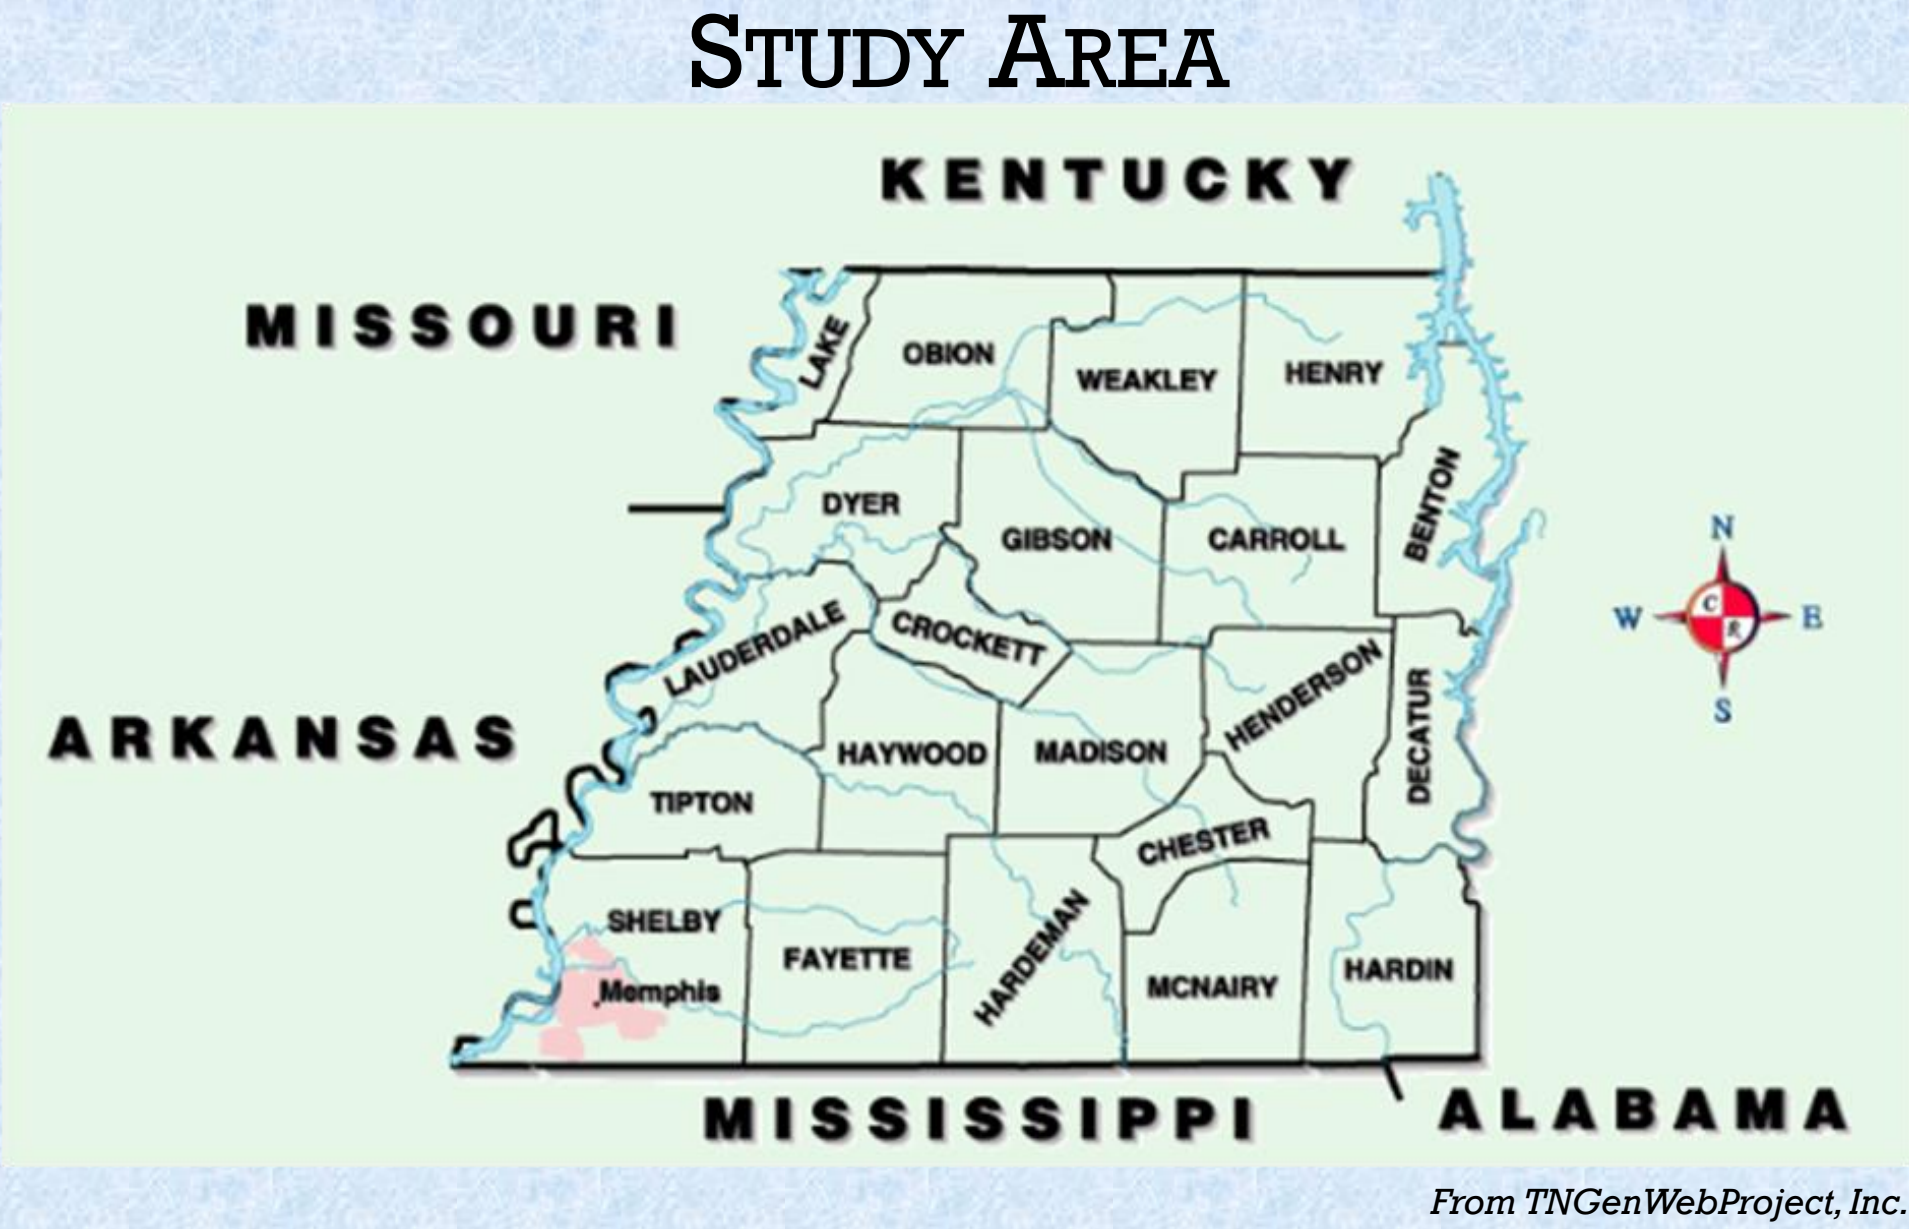 STUDY AREA
KENTUCKY
MISSOURI
LAKE
OBION
WEAKLEY
HENRY
BENTON
DYER
GIBSON
CARROLL
N
W
C
R
E
S
LAUDERDALE
CROCKETT
HENDERSON
DECATUR
ARKANSAS
HAYWOOD
MADISON
TIPTON
CHESTER
SHELBY
FAYETTE
HARDEMAN
HARDIN
MCNAIRY
Memphis
MISSISSIPPI
ALABAMA
From TNGenWebProject, Inc.